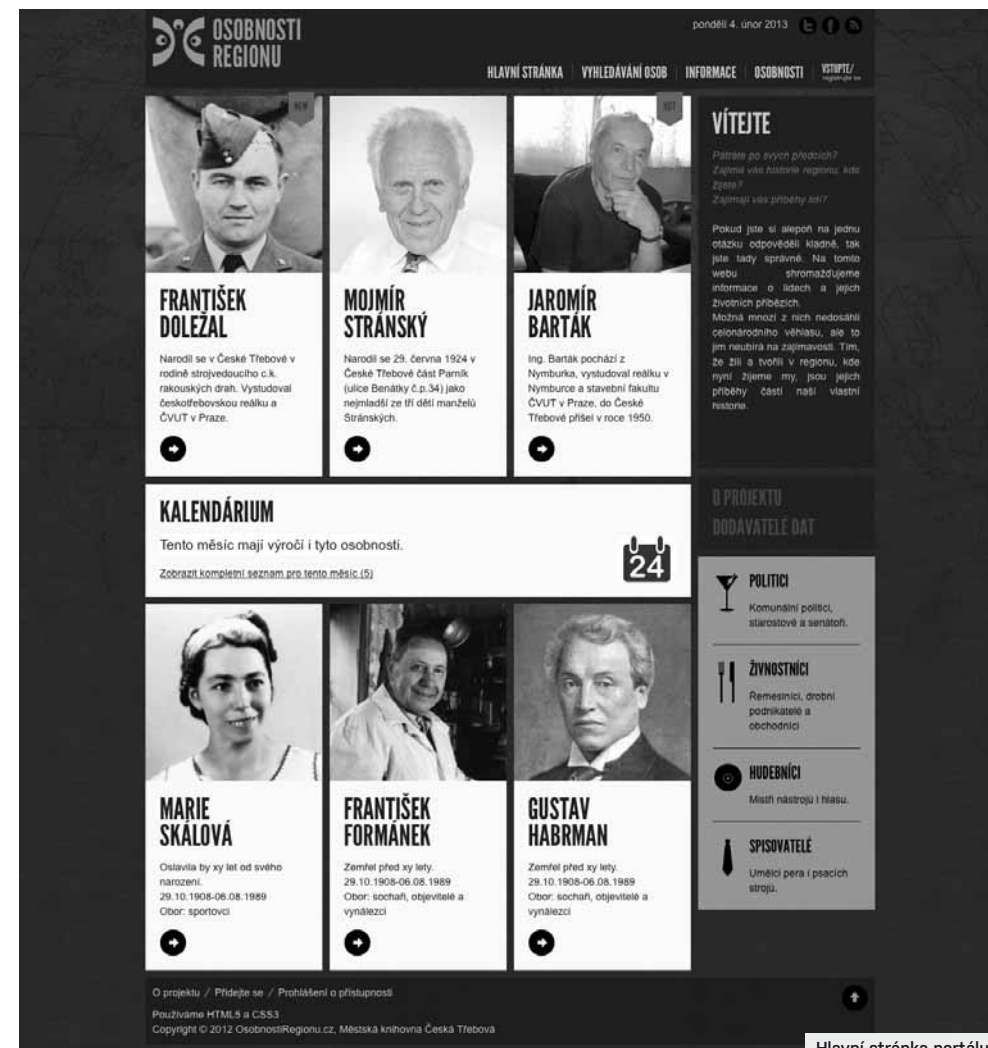 OSOBNOSTI
REGIONU
pondělí 4. únor 2013
HLAVNÍ STRÁNKA
VYHLEDÁVÁNÍ OSOB
INFORMACE
OSOBNOSTI
VSTUPTE/
registrujte se
NEW
HOT
FRANTIŠEK
DOLEŽAL
Narodil se v České Třebové v
rodině strojvedoucího c.k.
rakouských drah. Vystudoval
českotřebovskou reálku a
ČVUT v Praze.
MOJMÍR
STRÁNSKÝ
Narodil se 29. června 1924 v
České Třebové část Parník
(ulice Benátky č.p.34) jako
nejmladší ze tří dětí manželů
Stránských.
JAROMÍR
BARTÁK
Ing. Barták pochází z
Nymburka, vystudoval reálku v
Nymburce a stavební fakultu
ČVUT v Praze, do České
Třebové přišel v roce 1950.
VÍTEJTE
Pátráte po svých předcích?
Zajímá vás historie regionu, kde
žijete?
Zajímají vás příběhy lidí?
Pokud jste si alepoň na jednu
otázku odpověděli kladně, tak
jste tady správně. Na tomto
webu shromažďujeme
informace o lidech a jejich
životních příbězích.
Možná mnozí z nich nedosáhli
celonárodního věhlasu, ale to
jim neubírá na zajímavosti. Tím,
že žili a tvořili v regionu, kde
nyní žijeme my, jsou jejich
příběhy částí naší vlastní
historie.
KALENDÁRIUM
Tento měsíc mají výročí i tyto osobnosti.
Zobrazit kompletní seznam pro tento měsíc (5)
24
O PROJEKTU
DODAVATELÉ DAT
POLITICI
Komunální politici,
starostové a senátoři.
ŽIVNOSTNÍCI
Řemeslníci, drobní
podnikatelé a
obchodníci
HUDEBNÍCI
Mistři nástrojů i hlasu.
SPISOVATELÉ
Umělci pera i psacích
strojů.
MARIE
SKÁLOVÁ
Oslavila by xy let od svého
narození.
29.10.1908-06.08.1989
Obor: sportovci
FRANTIŠEK
FORMÁNEK
Zemřel před xy lety.
29.10.1908-06.08.1989
Obor: sochaři, objevitelé a
vynálezci
GUSTAV
HABRMAN
Zemřel před xy lety.
29.10.1908-06.08.1989
Obor: sochaři, objevitelé a
vynálezci
O projektu / Přidejte se / Prohlášení o přístupnosti
Používáme HTML5 a CSS3
Copyright © 2012 OsobnostiRegionu.cz, Městská knihovna Česká Třebová
Hlavní stránka portálu